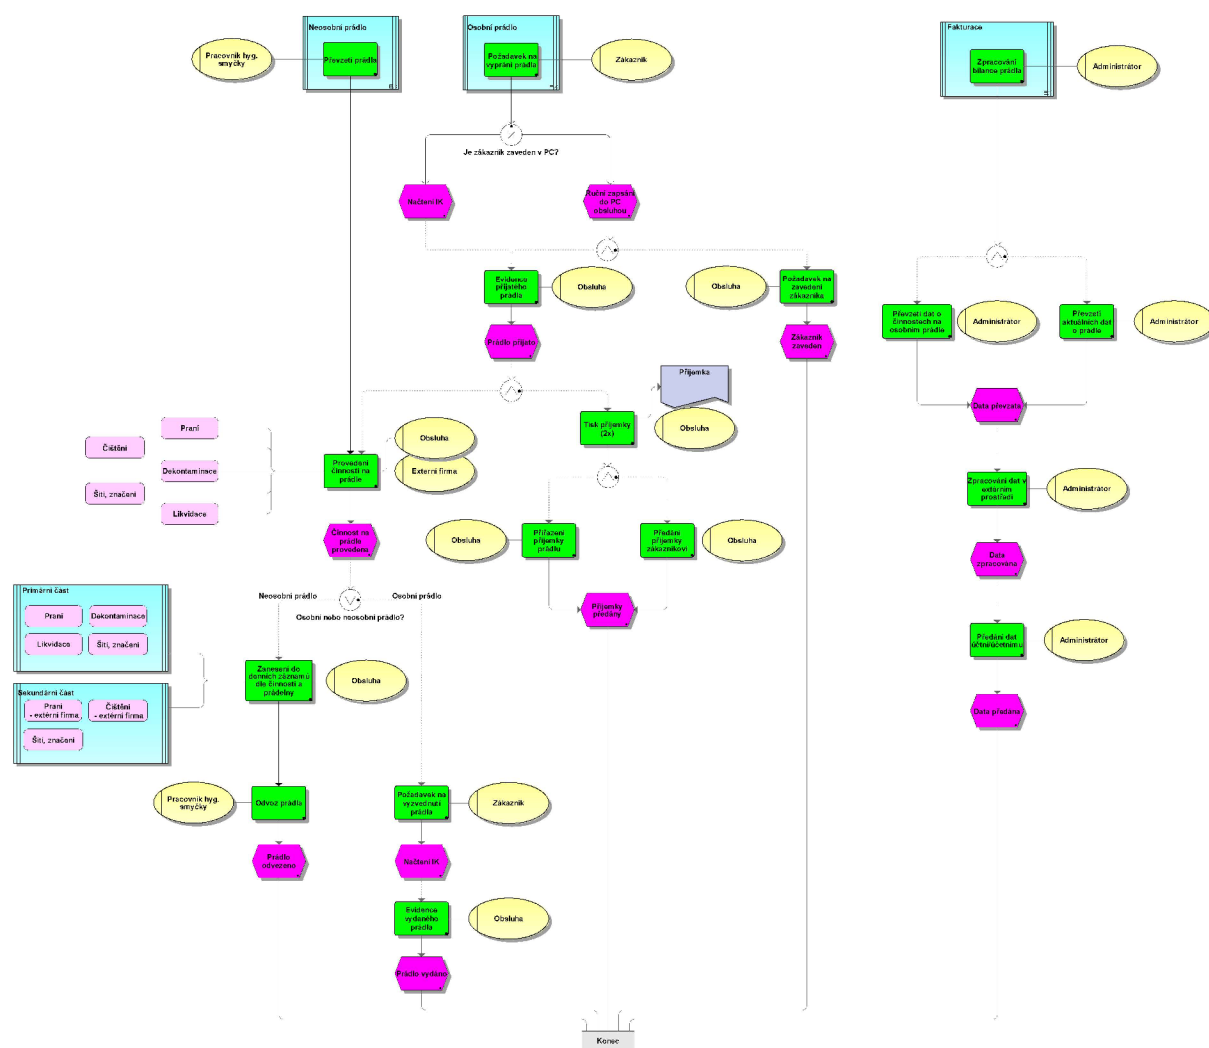 Neosobní prádlo
Osobní prádlo
Fakturace
Pracovník hyg.
smyčky
Převzetí prádla
Požadavek na
vyprání prádla
Zákazník
Zpracování
bilance prádla
Administrátor
Je zákazník zaveden v PC?
Načtení IK
Ruční zapsání
do PC
obsluhou
Evidence
přijatého
prádla
Obsluha
Obsluha
Požadavek na
zavedení
zákazníka
Převzetí dat o
činnostech na
osobním prádle
Administrátor
Převzetí
aktuálních dat
o prádle
Administrátor
Prádlo přijato
Zákazník
zaveden
Příjemka
Data převzata
Praní
Čištění
Tisk příjemky
(2x)
Obsluha
Obsluha
Dekontaminace
Provedení
činností na
prádle
Externí firma
Šití, značení
Likvidace
Zpracování dat v
externím
prostředí
Administrátor
Činnost na
prádle
provedena
Obsluha
Přiřazení
příjemky
prádlu
Předání
příjemky
zákazníkovi
Obsluha
Data
zpracována
Primární část
Praní
Dekontaminace
Likvidace
Šití, značení
Neosobní prádlo
Osobní prádlo
Osobní nebo neosobní prádlo?
Příjemky
předány
Předání dat
účtní/účetnímu
Administrátor
Zanesení do
denních záznamů
dle činností a
prádelny
Obsluha
Sekundární část
Praní
- externí firma
Čištění
- externí firma
Šití, značení
Data předána
Pracovník hyg.
smyčky
Odvoz prádla
Požadavek na
vyzvednutí
prádla
Zákazník
Prádlo
odvezeno
Načtení IK
Evidence
vydaného
prádla
Obsluha
Prádlo vydáno
Konec